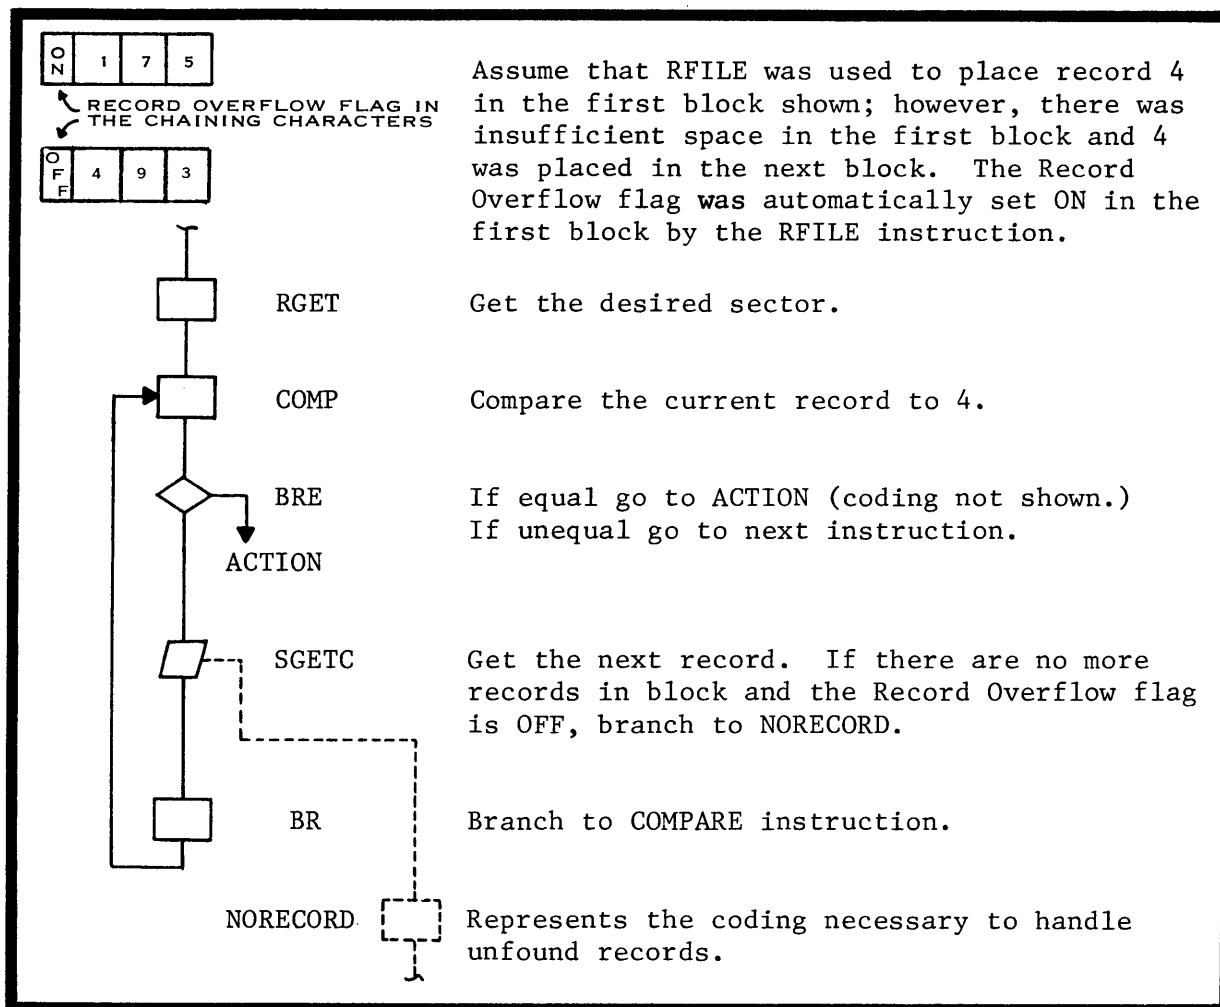 ON 1 7 5
RECORD OVERFLOW FLAG IN
THE CHAINING CHARACTERS
OFF 4 9 3
Assume that RFILE was used to place record 4
in the first block shown; however, there was
insufficient space in the first block and 4
was placed in the next block. The Record
Overflow flag was automatically set ON in the
first block by the RFILE instruction.
RGET Get the desired sector.
COMP Compare the current record to 4.
BRE If equal go to ACTION (coding not shown.)
If unequal go to next instruction.
ACTION
SGETC Get the next record. If there are no more
records in block and the Record Overflow flag
is OFF, branch to NORECORD.
BR Branch to COMPARE instruction.
NORECORD Represents the coding necessary to handle
unfound records.